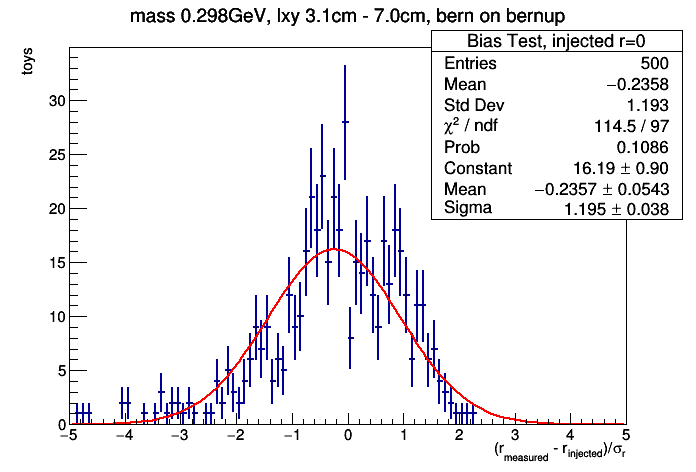 mass 0.298GeV, lxy 3.1cm - 7.0cm, bern on bernup
Bias Test, injected r=0
Entries 500
Mean −0.2358
Std Dev 1.193
χ² / ndf 114.5 / 97
Prob 0.1086
Constant 16.19 ± 0.90
Mean −0.2357 ± 0.0543
Sigma 1.195 ± 0.038
toys
30
25
20
15
10
5
0
−5 −4 −3 −2 −1 0 1 2 3 4 5
(r_measured - r_injected)/σ_r